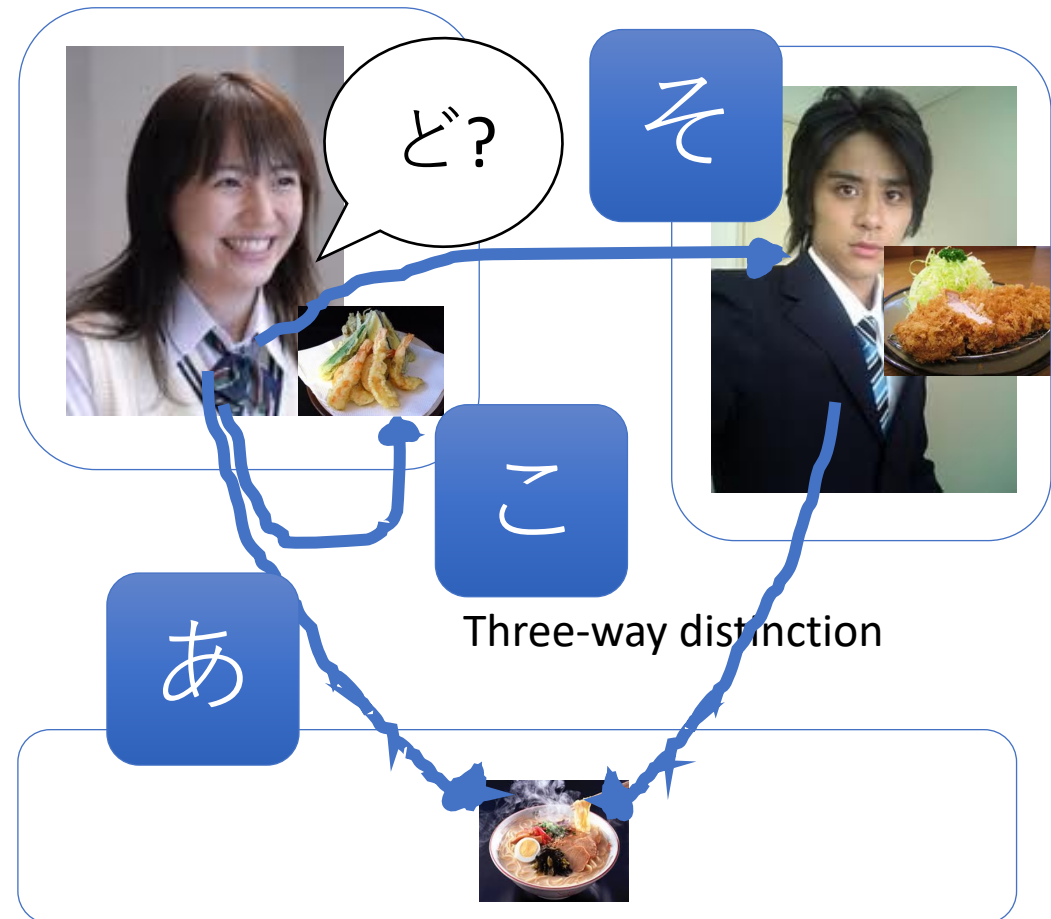 ど?
そ
こ
Three-way distinction
あ